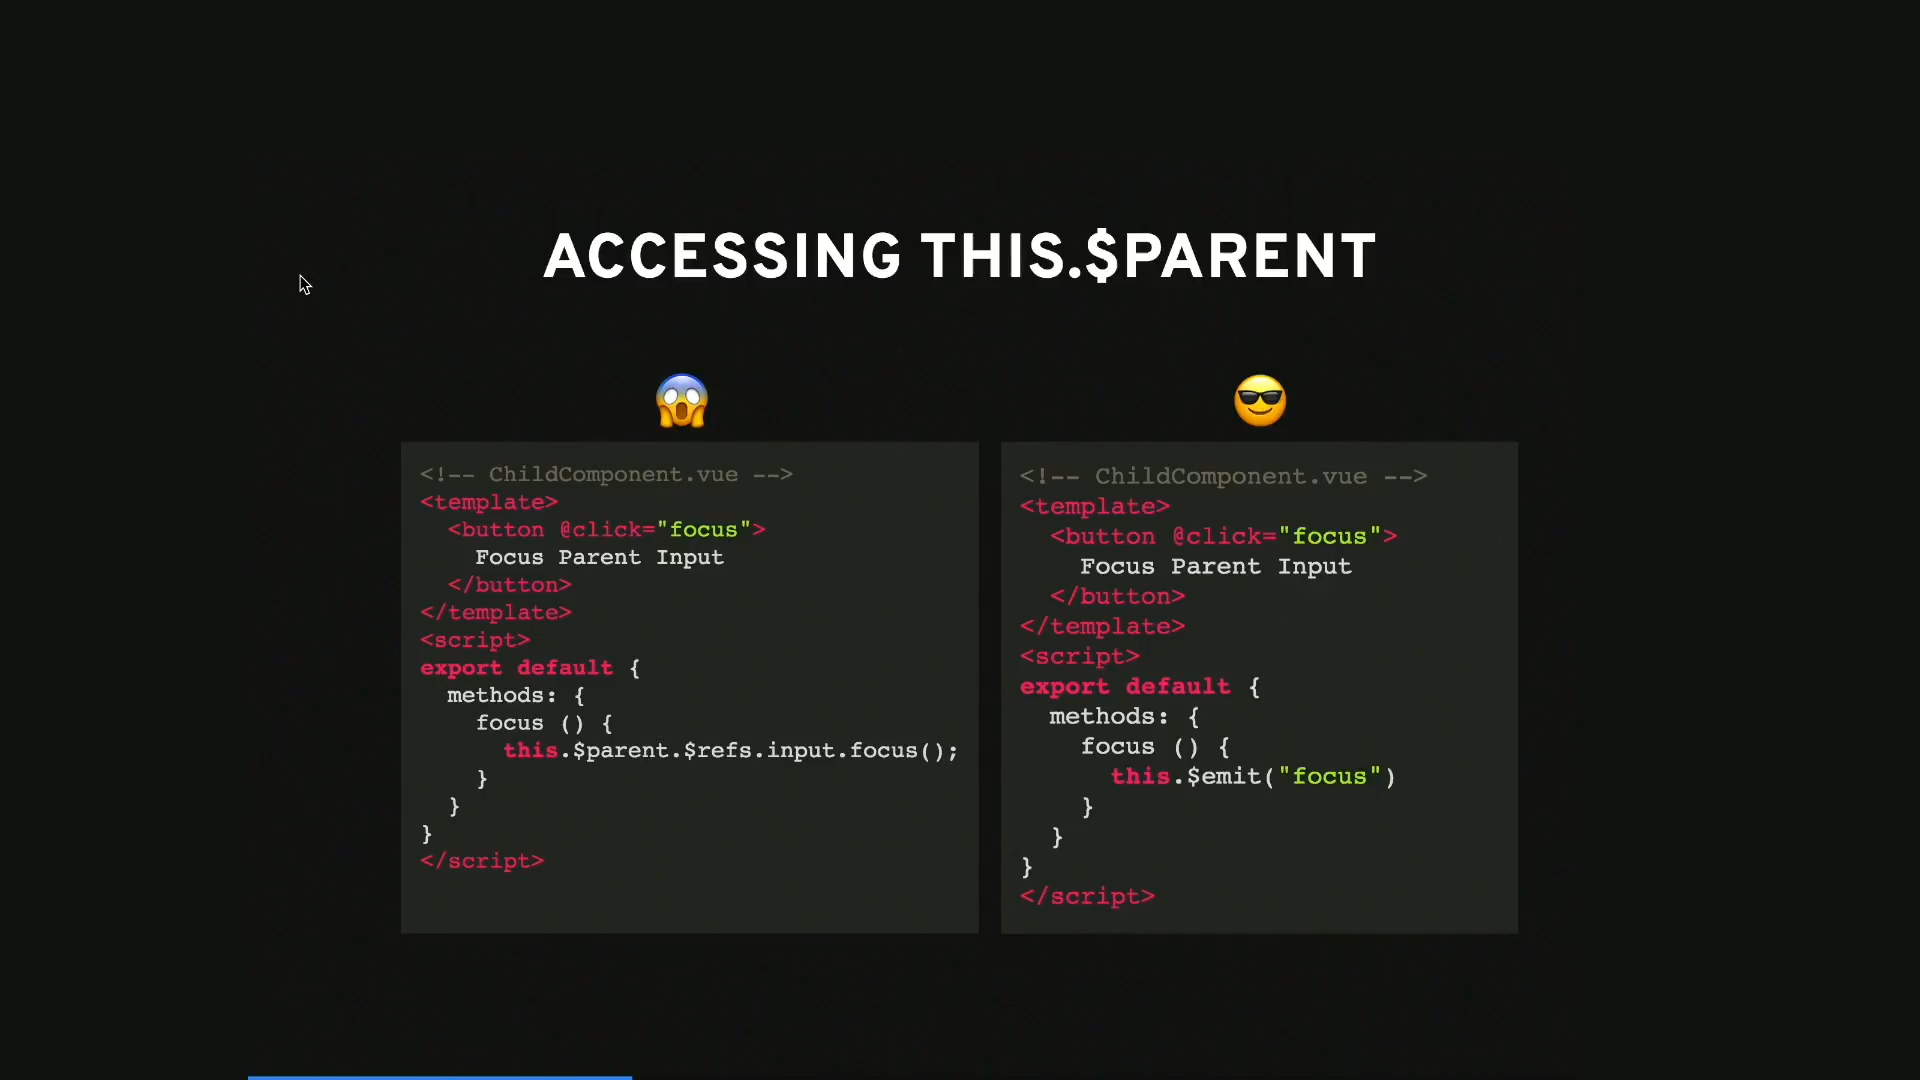 ACCESSING THIS.$PARENT
<!-- ChildComponent.vue -->
<template>
  <button @click="focus">
    Focus Parent Input
  </button>
</template>
<script>
export default {
  methods: {
    focus () {
      this.$parent.$refs.input.focus();
    }
  }
}
</script>
<!-- ChildComponent.vue -->
<template>
  <button @click="focus">
    Focus Parent Input
  </button>
</template>
<script>
export default {
  methods: {
    focus () {
      this.$emit("focus")
    }
  }
}
</script>